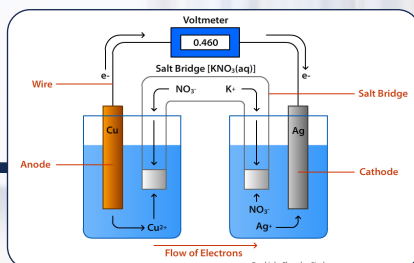 Voltmeter
0.460
Salt Bridge [KNO₃(aq)]
e-
e-
Wire
NO₃⁻
K+
Salt Bridge
Cu
Ag
Anode
Cathode
NO₃⁻
Cu²⁺
Ag+
Flow of Electrons